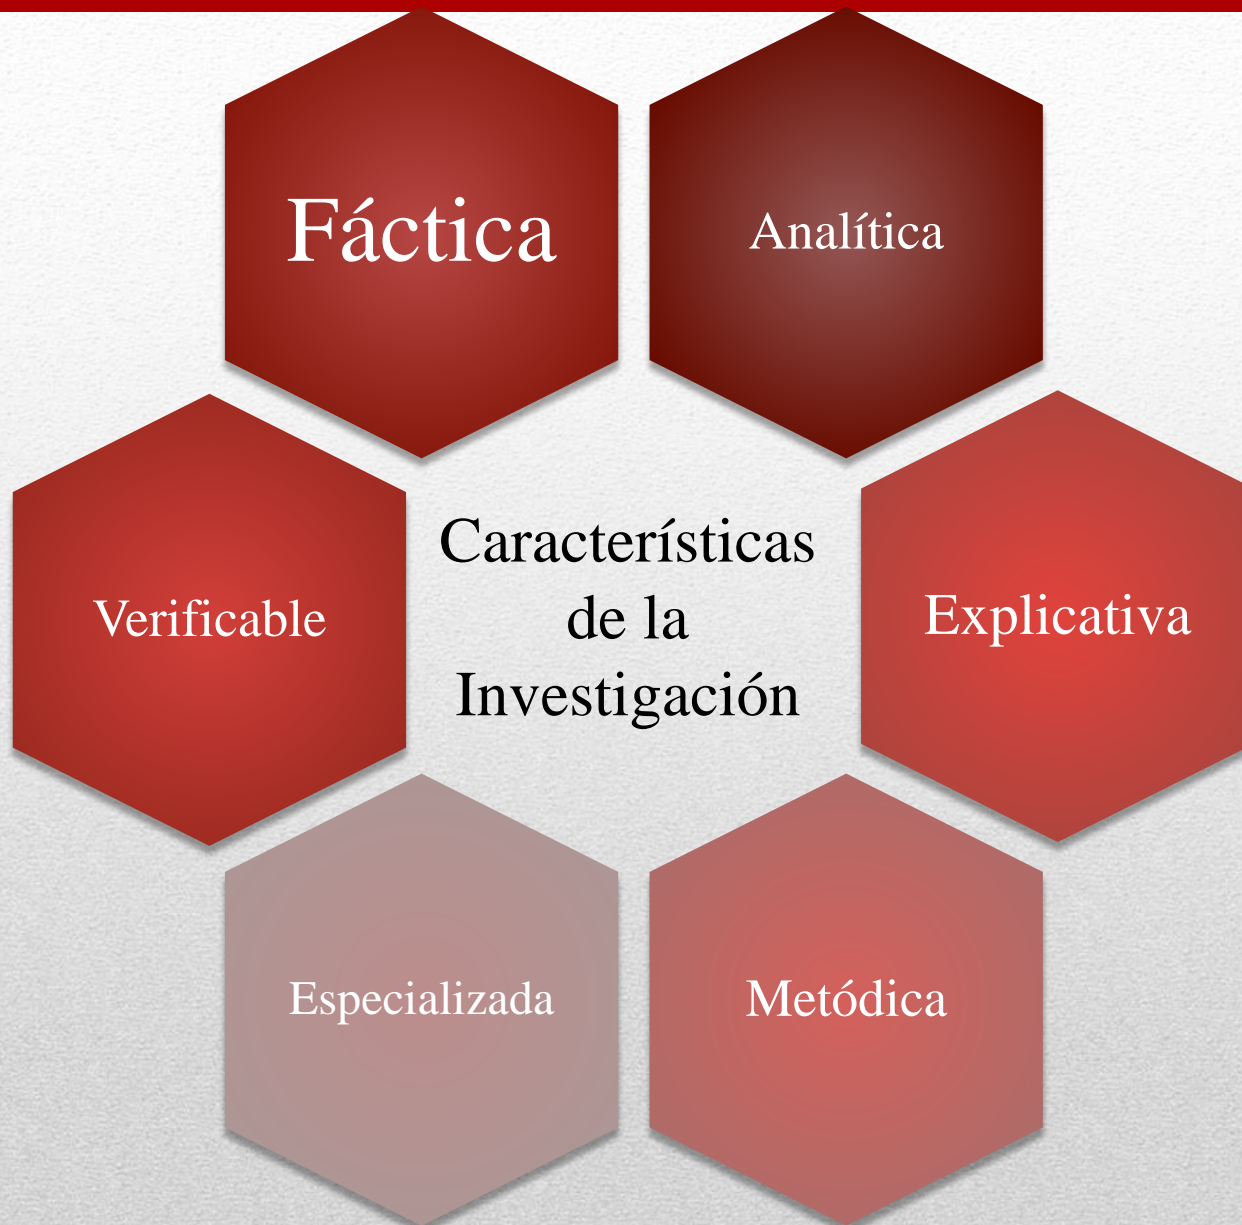 Fáctica
Analítica
Verificable
Características
de la
Investigación
Explicativa
Especializada
Metódica